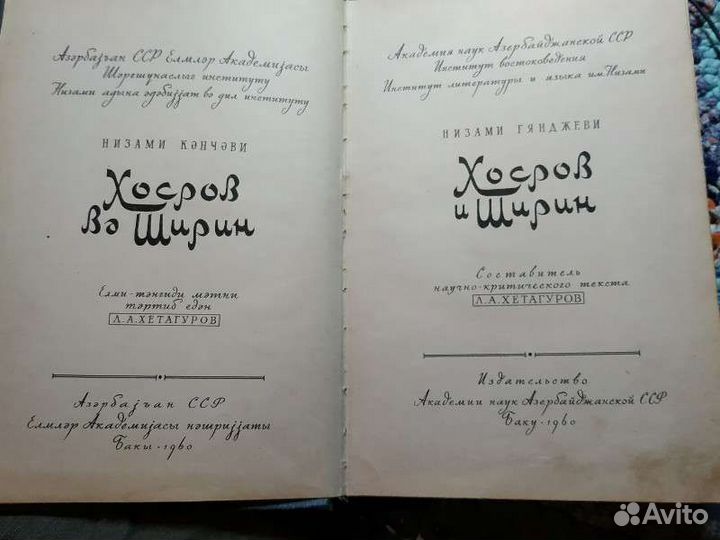 Азәрбајҹан ССР Елмләр Академијасы
Шәргшүнаслыг институту
Низами адына әдәбијјат вә дил институту
НИЗАМИ КӘНЧӘВИ
Хосров
вә Ширин
Елми-тәнгиди мәтни
тәртиб едән
Л.А.ХЕТАГУРОВ
Азәрбајҹан ССР
Елмләр Академијасы нәшријјаты
Бакы · 1960
Академия наук Азербайджанской ССР
Институт востоковедения
Институт литературы и языка им. Низами
НИЗАМИ ГЯНДЖЕВИ
Хосров
и Ширин
Составитель
научно-критического текста
Л.А.ХЕТАГУРОВ
Издательство
Академии наук Азербайджанской ССР
Баку · 1960
Avito